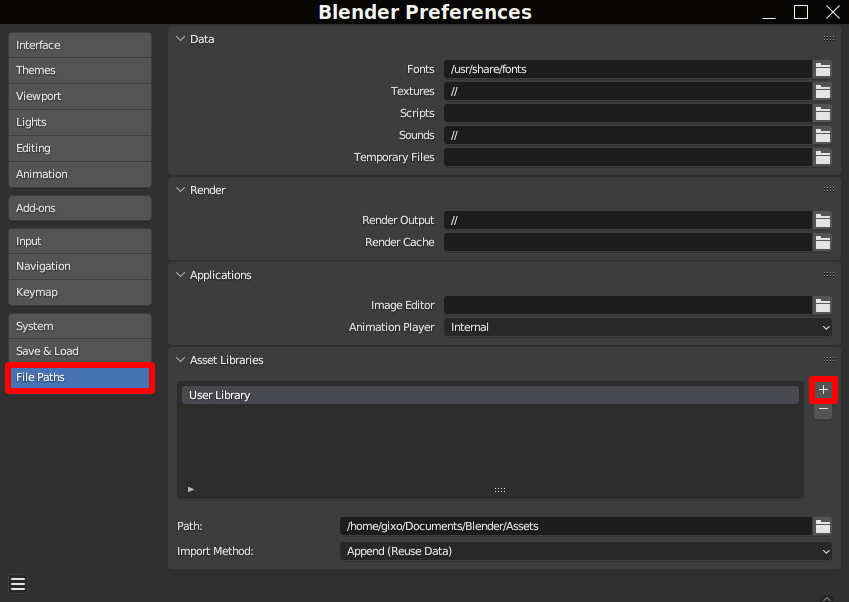 Blender Preferences
Interface
Themes
Viewport
Lights
Editing
Animation
Add-ons
Input
Navigation
Keymap
System
Save & Load
File Paths
Data
Fonts /usr/share/fonts
Textures //
Scripts
Sounds //
Temporary Files
Render
Render Output //
Render Cache
Applications
Image Editor
Animation Player Internal
Asset Libraries
User Library
Path: /home/gixo/Documents/Blender/Assets
Import Method: Append (Reuse Data)